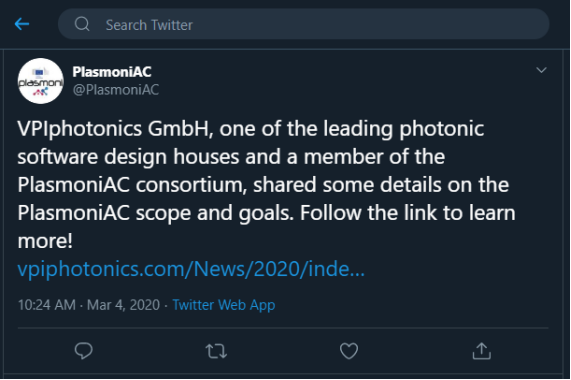 Search Twitter
plasmoni
PlasmoniAC
@PlasmoniAC
VPIphotonics GmbH, one of the leading photonic
software design houses and a member of the
PlasmoniAC consortium, shared some details on the
PlasmoniAC scope and goals. Follow the link to learn
more!
vpiphotonics.com/News/2020/inde...
10:24 AM · Mar 4, 2020 · Twitter Web App